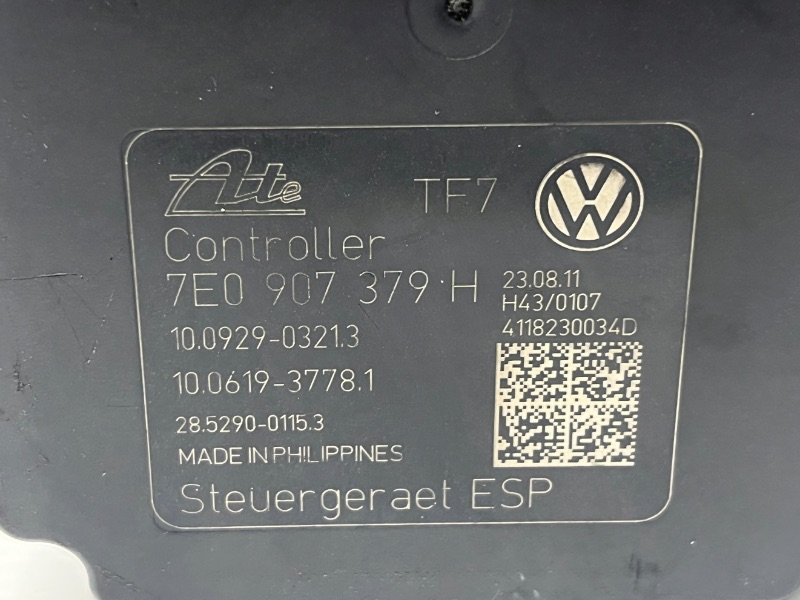 Ate TF7 VW
Controller
7E0 907 379 H
23.08.11
H43/0107
4118230034D
10.0929-0321.3
10.0619-3778.1
28.5290-0115.3
MADE IN PHILIPPINES
Steuergeraet ESP